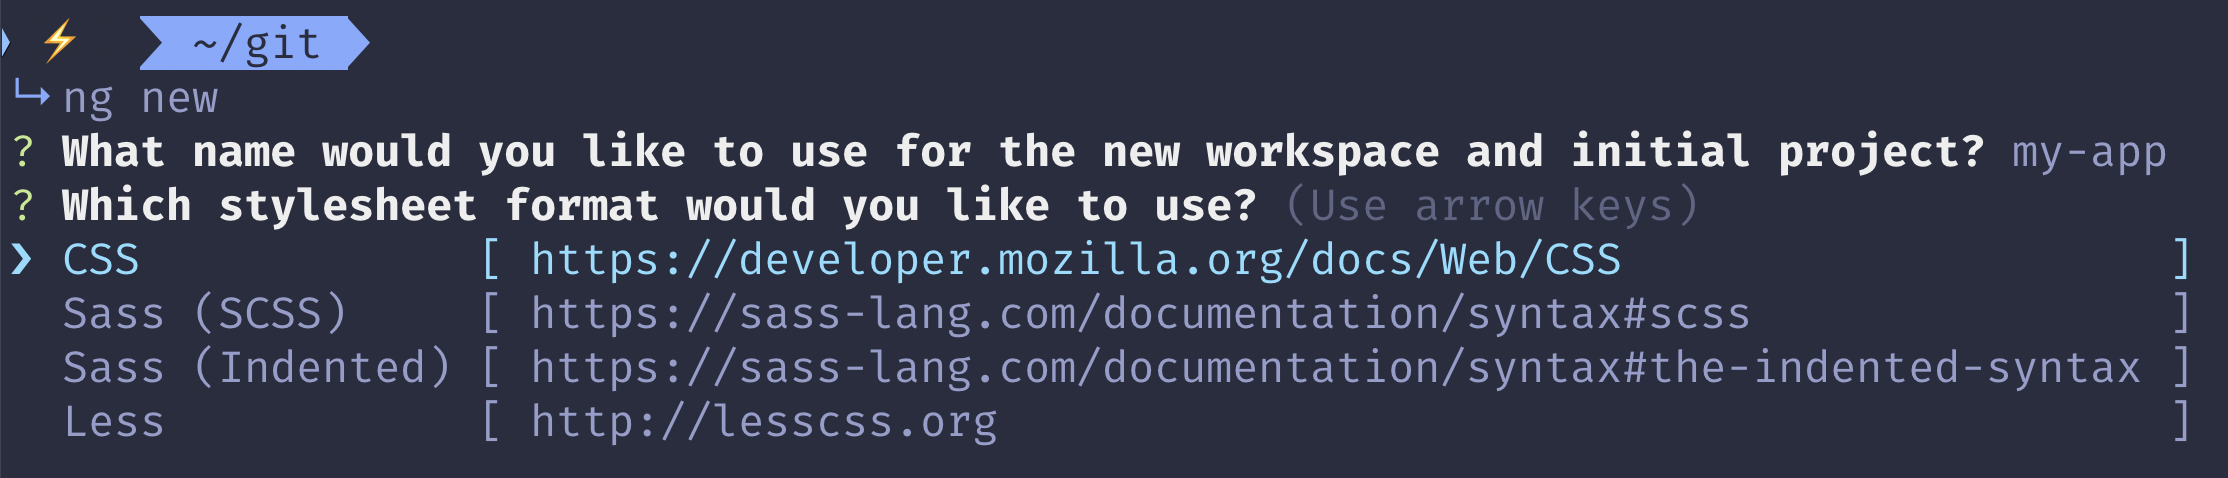 ~/git
ng new
? What name would you like to use for the new workspace and initial project? my-app
? Which stylesheet format would you like to use? (Use arrow keys)
❯ CSS [ https://developer.mozilla.org/docs/Web/CSS ]
Sass (SCSS) [ https://sass-lang.com/documentation/syntax#scss ]
Sass (Indented) [ https://sass-lang.com/documentation/syntax#the-indented-syntax ]
Less [ http://lesscss.org ]